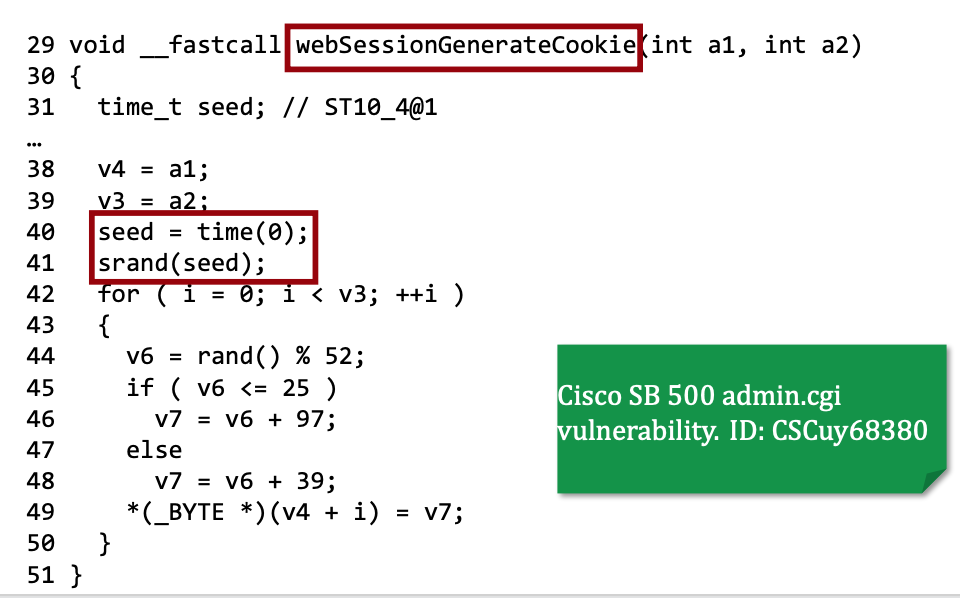 29 void __fastcall webSessionGenerateCookie(int a1, int a2)
30 {
31   time_t seed; // ST10_4@1
…
38   v4 = a1;
39   v3 = a2;
40   seed = time(0);
41   srand(seed);
42   for ( i = 0; i < v3; ++i )
43   {
44     v6 = rand() % 52;
45     if ( v6 <= 25 )
46       v7 = v6 + 97;
47     else
48       v7 = v6 + 39;
49     *(_BYTE *)(v4 + i) = v7;
50   }
51 }
Cisco SB 500 admin.cgi
vulnerability. ID: CSCuy68380